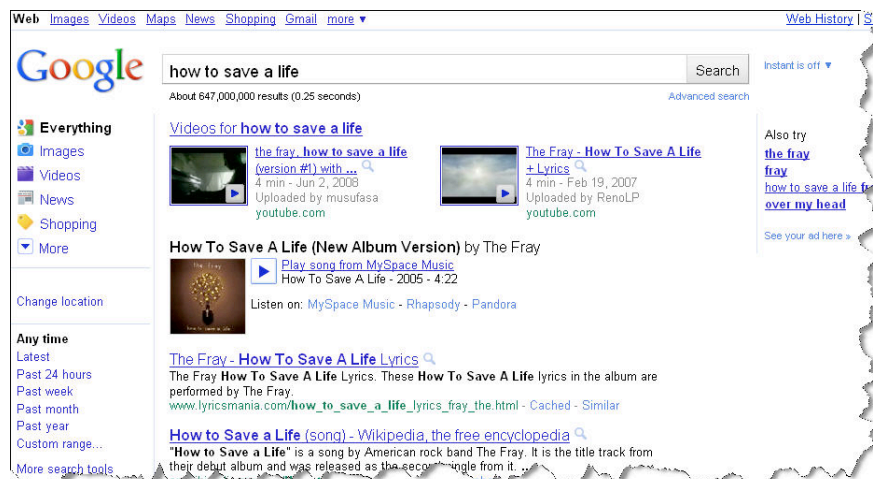 Web Images Videos Maps News Shopping Gmail more ▼
Web History | S
Google
how to save a life
Search
Instant is off ▼
About 647,000,000 results (0.25 seconds)
Advanced search
Everything
Images
Videos
News
Shopping
More
Change location
Any time
Latest
Past 24 hours
Past week
Past month
Past year
Custom range...
More search tools
Videos for how to save a life
the fray, how to save a life
(version #1) with ...
4 min - Jun 2, 2008
Uploaded by musufasa
youtube.com
The Fray - How To Save A Life
+ Lyrics
4 min - Feb 19, 2007
Uploaded by RenoLP
youtube.com
How To Save A Life (New Album Version) by The Fray
The Fray
how to save a life
Play song from MySpace Music
How To Save A Life - 2005 - 4:22
Listen on: MySpace Music - Rhapsody - Pandora
The Fray - How To Save A Life Lyrics
The Fray How To Save A Life Lyrics. These How To Save A Life lyrics in the album are
performed by The Fray.
www.lyricsmania.com/how_to_save_a_life_lyrics_fray_the.html - Cached - Similar
How to Save a Life (song) - Wikipedia, the free encyclopedia
"How to Save a Life" is a song by American rock band The Fray. It is the title track from
their debut album and was released as the second single from it. ...
Also try
the fray
fray
how to save a life fr
over my head
See your ad here »